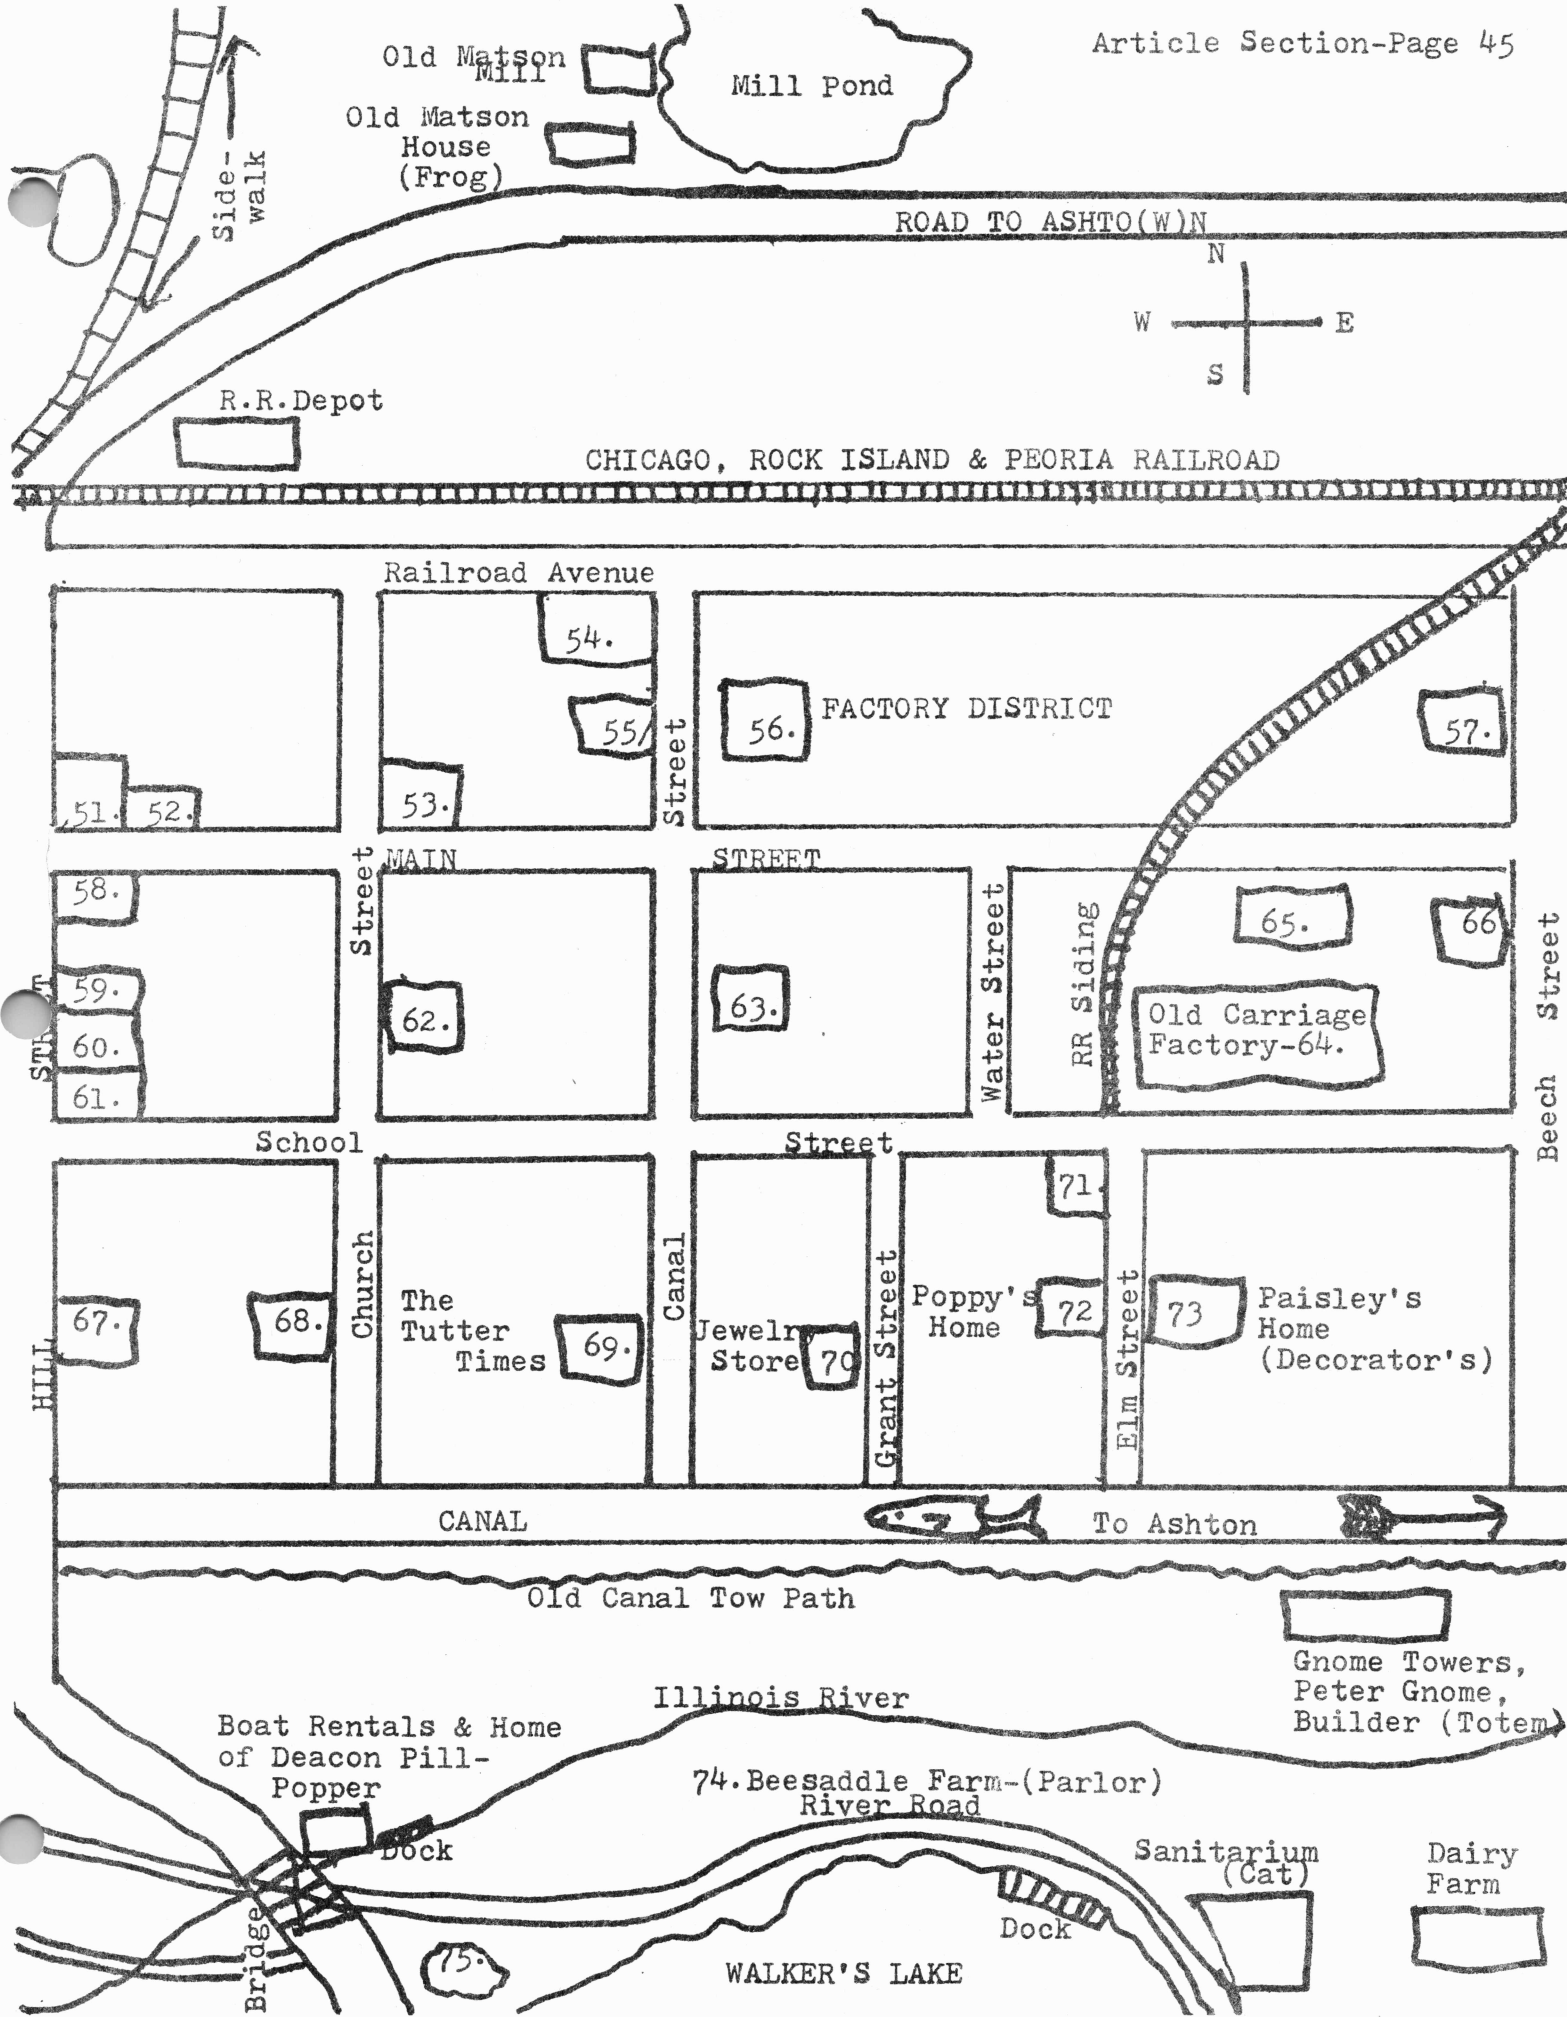 Article Section-Page 45
Old Matson
Mill
Mill Pond
Old Matson
House
(Frog)
Side-
walk
ROAD TO ASHTO(W)N
N
W E
S
R.R.Depot
CHICAGO, ROCK ISLAND & PEORIA RAILROAD
Railroad Avenue
54.
55
56.
FACTORY DISTRICT
57.
51.
52.
53.
Street
MAIN STREET
58.
Street
59.
60.
61.
STREET
62.
63.
Water Street
RR Siding
65.
66
Old Carriage
Factory-64.
Beech Street
School Street
71.
67.
68.
Church
The
Tutter
Times
69.
Canal
Jewelry
Store
70
Grant Street
Poppy's
Home
72
Elm Street
73
Paisley's
Home
(Decorator's)
HILL
CANAL
To Ashton
Old Canal Tow Path
Gnome Towers,
Peter Gnome,
Builder (Totem)
Illinois River
Boat Rentals & Home
of Deacon Pill-
Popper
Dock
74.Beesaddle Farm-(Parlor)
River Road
Sanitarium
(Cat)
Dairy
Farm
Dock
Bridge
75.
WALKER'S LAKE